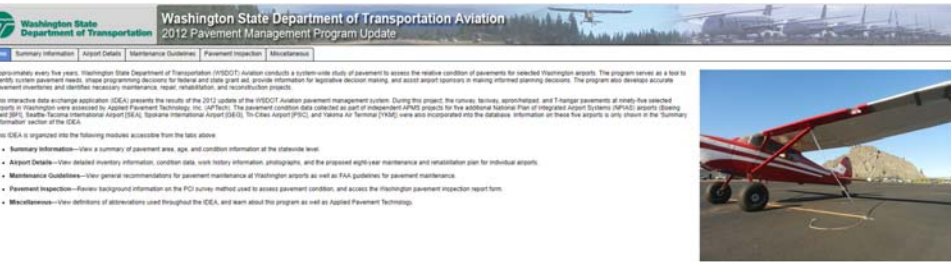 Washington State
Department of Transportation
Washington State Department of Transportation Aviation
2012 Pavement Management Program Update
Summary Information Airport Details Maintenance Guidelines Pavement Inspection Miscellaneous
proximately every five years, Washington State Department of Transportation (WSDOT) Aviation conducts a system-wide study of pavement to assess the relative condition of pavements for selected Washington airports. The program serves as a tool to
entify system pavement needs, shape programming decisions for federal and state grant aid, provide information for legislative decision making, and assist airport sponsors in making informed planning decisions. The program also develops accurate
avement inventories and identifies necessary maintenance, repair, rehabilitation, and reconstruction projects.
his interactive data exchange application (IDEA) presents the results of the 2012 update of the WSDOT Aviation pavement management system. During this project, the runway, taxiway, apron/helipad, and T-hangar pavements at ninety-five selected
irports in Washington were assessed by Applied Pavement Technology, Inc. (APTech). The pavement condition data collected as part of independent APMS projects for five additional National Plan of Integrated Airport Systems (NPIAS) airports (Boeing
ield [BFI], Seattle-Tacoma International Airport [SEA], Spokane International Airport [GEG], Tri-Cities Airport [PSC], and Yakima Air Terminal [YKM]) were also incorporated into the database. Information on these five airports is only shown in the 'Summary
nformation' section of the IDEA.
his IDEA is organized into the following modules accessible from the tabs above:
• Summary Information—View a summary of pavement area, age, and condition information at the statewide level.
• Airport Details—View detailed inventory information, condition data, work history information, photographs, and the proposed eight-year maintenance and rehabilitation plan for individual airports.
• Maintenance Guidelines—View general recommendations for pavement maintenance at Washington airports as well as FAA guidelines for pavement maintenance.
• Pavement Inspection—Review background information on the PCI survey method used to assess pavement condition, and access the Washington pavement inspection report form.
• Miscellaneous—View definitions of abbreviations used throughout the IDEA, and learn about this program as well as Applied Pavement Technology.